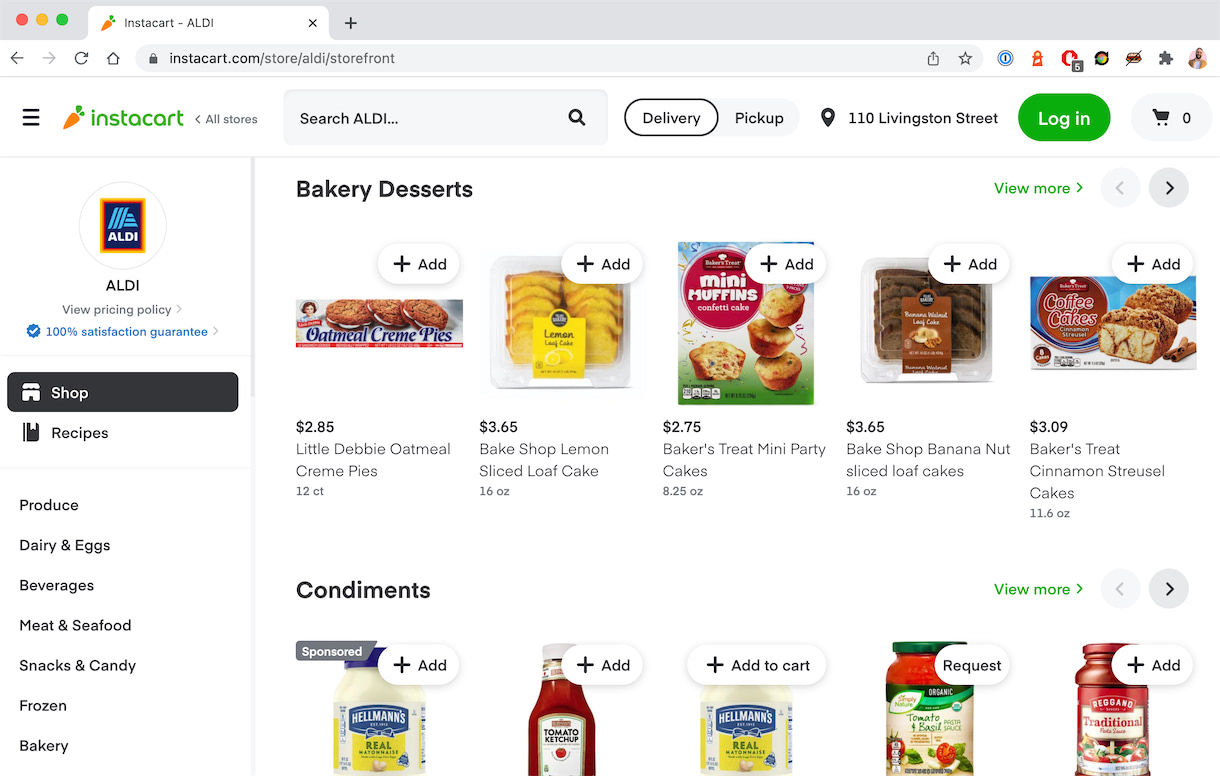 Instacart - ALDI
instacart.com/store/aldi/storefront
5
instacart
All stores
Search ALDI...
Delivery
Pickup
110 Livingston Street
Log in
0
ALDI
ALDI
View pricing policy
100% satisfaction guarantee
Shop
Recipes
Produce
Dairy & Eggs
Beverages
Meat & Seafood
Snacks & Candy
Frozen
Bakery
Bakery Desserts
View more
Add
Oatmeal Creme Pies
$2.85
Little Debbie Oatmeal
Creme Pies
12 ct
Add
Lemon
Loaf Cake
$3.65
Bake Shop Lemon
Sliced Loaf Cake
16 oz
Add
Baker's Treat
mini
MUFFINS
confetti cake
$2.75
Baker's Treat Mini Party
Cakes
8.25 oz
Add
Banana Walnut
Loaf Cake
Banana Walnut
$3.65
Bake Shop Banana Nut
sliced loaf cakes
16 oz
Add
Baker's Treat
Coffee
Cakes
Cinnamon
Streusel
8
Cakes
$3.09
Baker's Treat
Cinnamon Streusel
Cakes
11.6 oz
Condiments
View more
Sponsored
Add
HELLMANN'S
REAL
MAYONNAISE
Add
TOMATO
KETCHUP
Add to cart
HELLMANN'S
REAL
MAYONNAISE
Request
ORGANIC
Simply
Nature
Tomato
& Basil
PASTA
SAUCE
Add
REGGANO
Traditional
Pasta Sauce